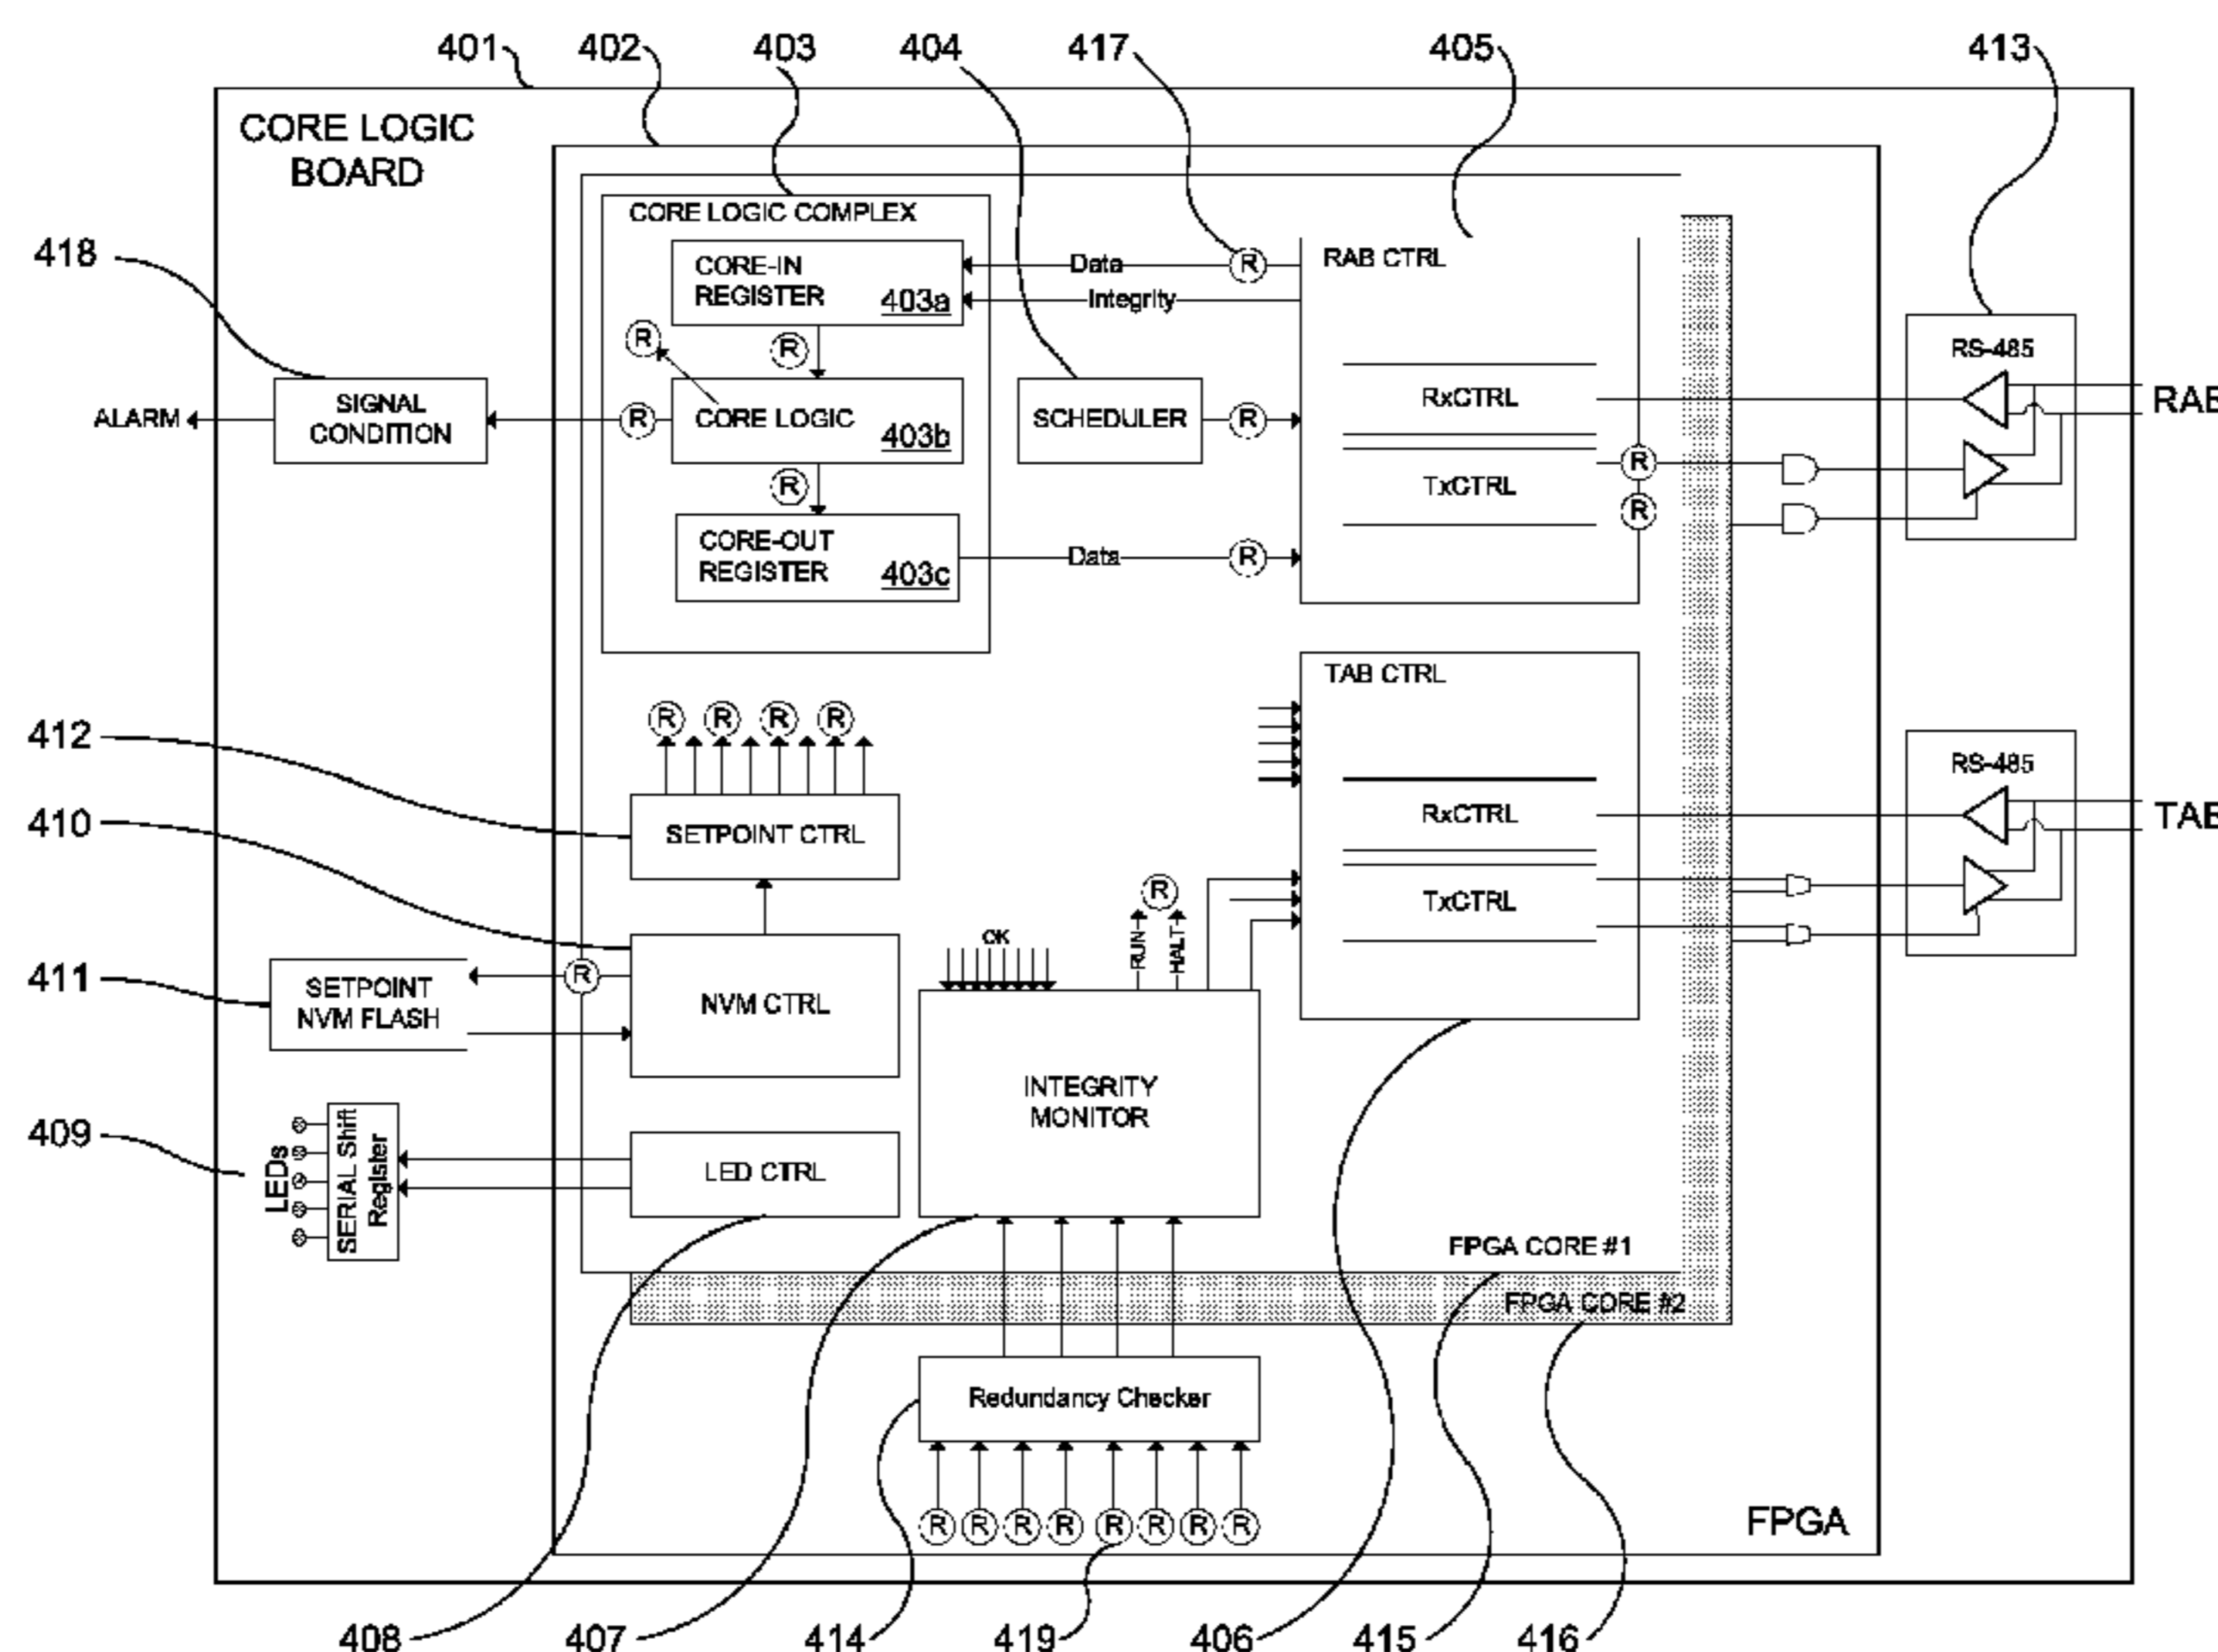 401
402
403
404
417
405
413
CORE LOGIC
BOARD
CORE LOGIC COMPLEX
CORE-IN
REGISTER
403a
Data
R
Integrity
RAB CTRL
418
R
R
RS-485
SIGNAL
CONDITION
ALARM
R
CORE LOGIC
403b
SCHEDULER
R
RxCTRL
RAB
R
TxCTRL
R
R
CORE-OUT
REGISTER
403c
Data
R
TAB CTRL
412
R
R
R
R
RS-485
SETPOINT CTRL
RxCTRL
TAB
410
R
TxCTRL
OK
RUN
HALT
411
SETPOINT
NVM FLASH
R
NVM CTRL
INTEGRITY
MONITOR
409
LEDs
SERIAL Shift
Register
LED CTRL
FPGA CORE #1
FPGA CORE #2
Redundancy Checker
R
R
R
R
R
R
R
R
FPGA
408
407
414
419
406
415
416